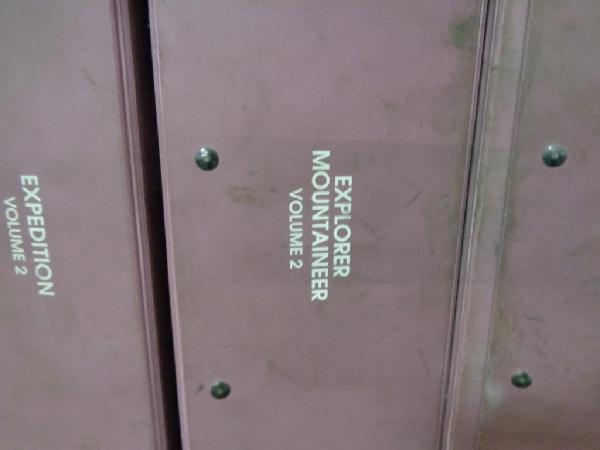 EXPEDITION
VOLUME 2
EXPLORER
MOUNTAINEER
VOLUME 2